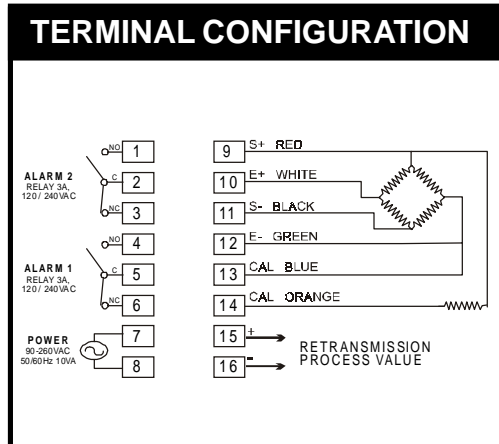 TERMINAL CONFIGURATION
NO 1
ALARM 2
RELAY 3A,
120 / 240VAC
C 2
NC 3
NO 4
ALARM 1
RELAY 3A,
120 / 240VAC
C 5
NC 6
POWER
90-260VAC
50/60Hz 10VA
7
8
9 S+ RED
10 E+ WHITE
11 S- BLACK
12 E- GREEN
13 CAL BLUE
14 CAL ORANGE
15 +
16 -
RETRANSMISSION
PROCESS VALUE